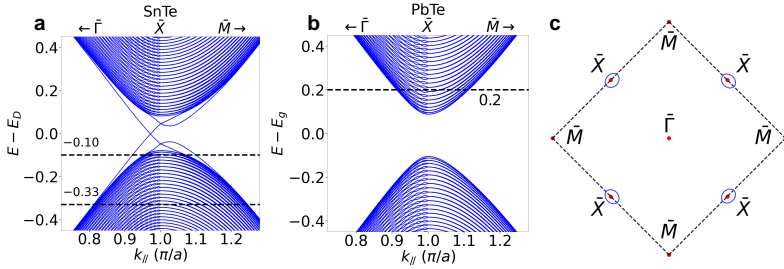 a
SnTe
← Γ̄
X̄
M̄ →
E − E_D
0.4
0.2
0.0
−0.2
−0.4
−0.10
−0.33
0.8
0.9
1.0
1.1
1.2
k_∥ (π/a)
b
PbTe
← Γ̄
X̄
M̄ →
E − E_g
0.4
0.2
0.0
−0.2
−0.4
0.2
0.8
0.9
1.0
1.1
1.2
k_∥ (π/a)
c
M̄
X̄
X̄
Γ̄
M̄
M̄
X̄
X̄
M̄